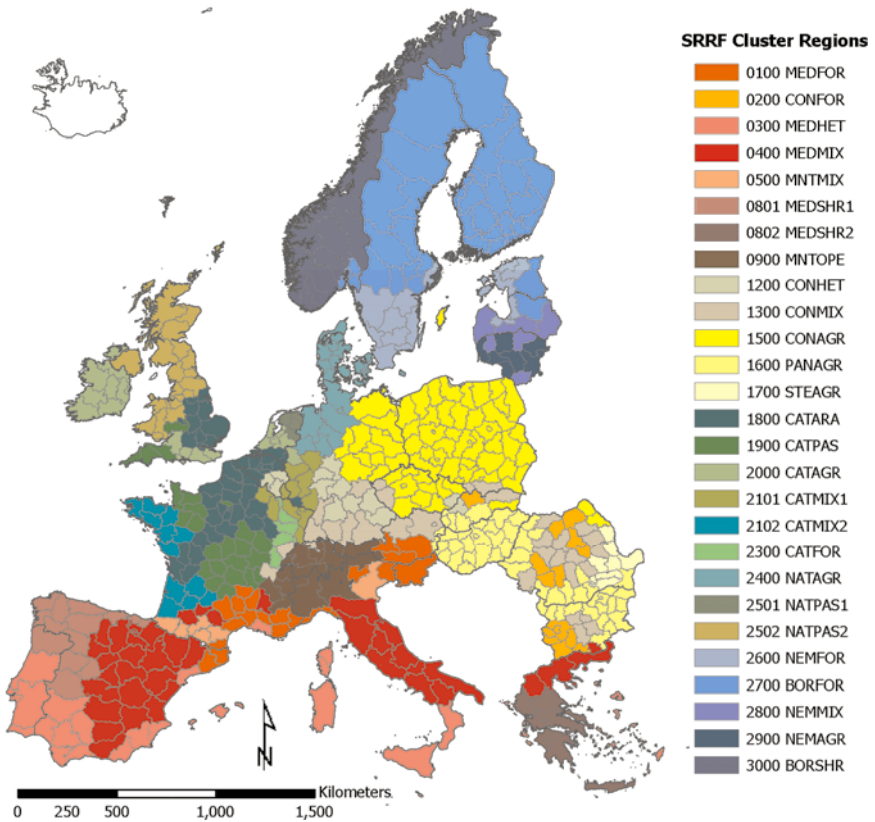 SRRF Cluster Regions
0100 MEDFOR
0200 CONFOR
0300 MEDHET
0400 MEDMIX
0500 MNTMIX
0801 MEDSHR1
0802 MEDSHR2
0900 MNTOPE
1200 CONHET
1300 CONMIX
1500 CONAGR
1600 PANAGR
1700 STEAGR
1800 CATARA
1900 CATPAS
2000 CATAGR
2101 CATMIX1
2102 CATMIX2
2300 CATFOR
2400 NATAGR
2501 NATPAS1
2502 NATPAS2
2600 NEMFOR
2700 BORFOR
2800 NEMMIX
2900 NEMAGR
3000 BORSHR
N
Kilometers
0 250 500 1,000 1,500